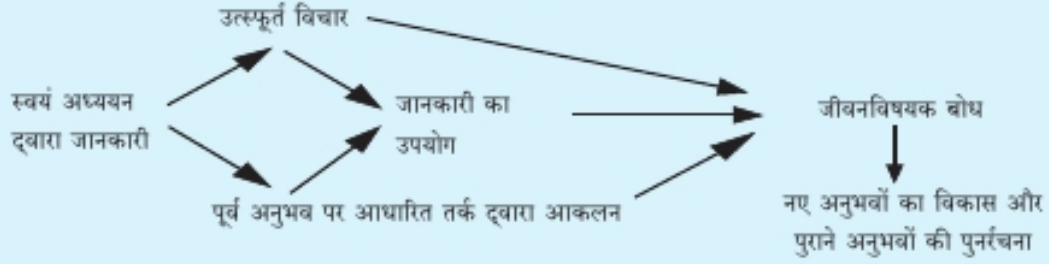 उत्स्फूर्त विचार
स्वयं अध्ययन
द्‌वारा जानकारी
जानकारी का
उपयोग
पूर्व अनुभव पर आधारित तर्क द्‌वारा आकलन
जीवनविषयक बोध
नए अनुभवों का विकास और
पुराने अनुभवों की पुनर्रचना